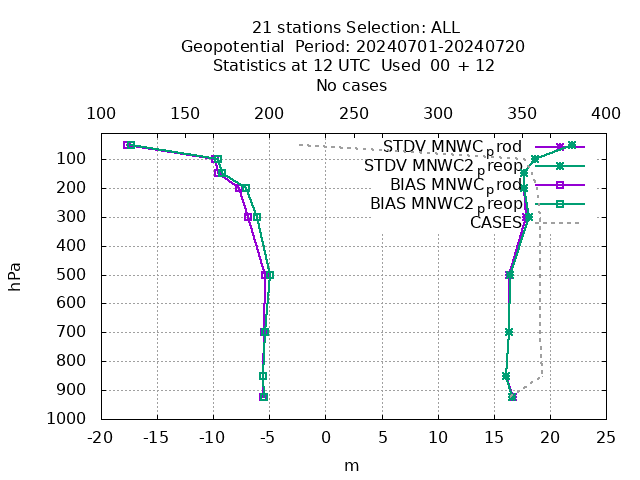 21 stations Selection: ALL
Geopotential  Period: 20240701-20240720
Statistics at 12 UTC  Used  00 + 12
No cases
100 150 200 250 300 350 400
STDV MNWC_prod
STDV MNWC2_preop
BIAS MNWC_prod
BIAS MNWC2_preop
CASES
hPa
100
200
300
400
500
600
700
800
900
1000
-20 -15 -10 -5 0 5 10 15 20 25
m